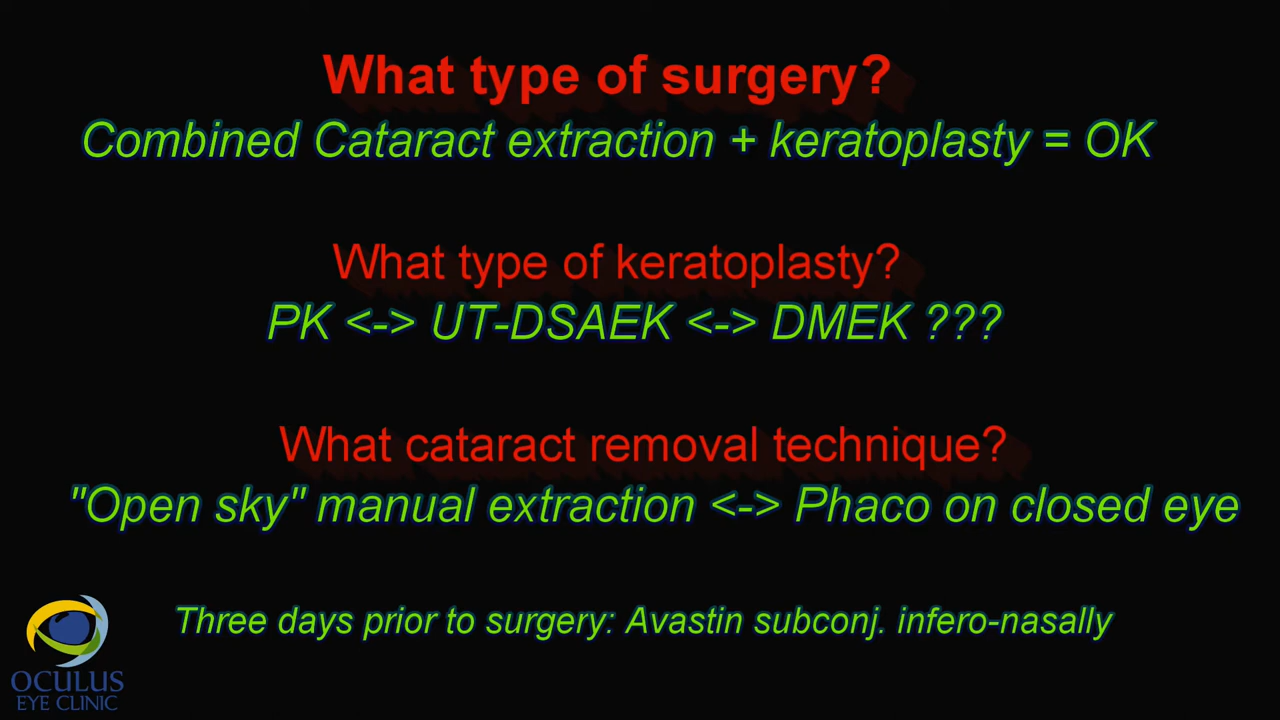 What type of surgery?
Combined Cataract extraction + keratoplasty = OK
What type of keratoplasty?
PK <-> UT-DSAEK <-> DMEK ???
What cataract removal technique?
"Open sky" manual extraction <-> Phaco on closed eye
Three days prior to surgery: Avastin subconj. infero-nasally
OCULUS
EYE CLINIC